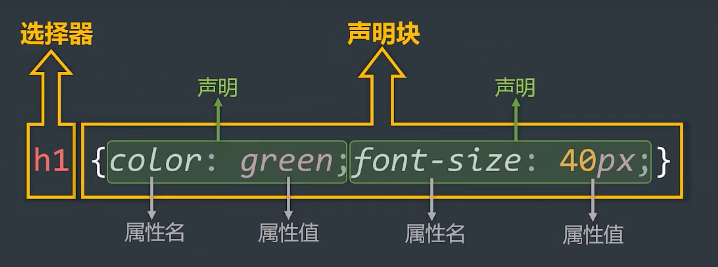 选择器 声明块
声明 声明
h1 {color: green;font-size: 40px;}
属性名 属性值 属性名 属性值